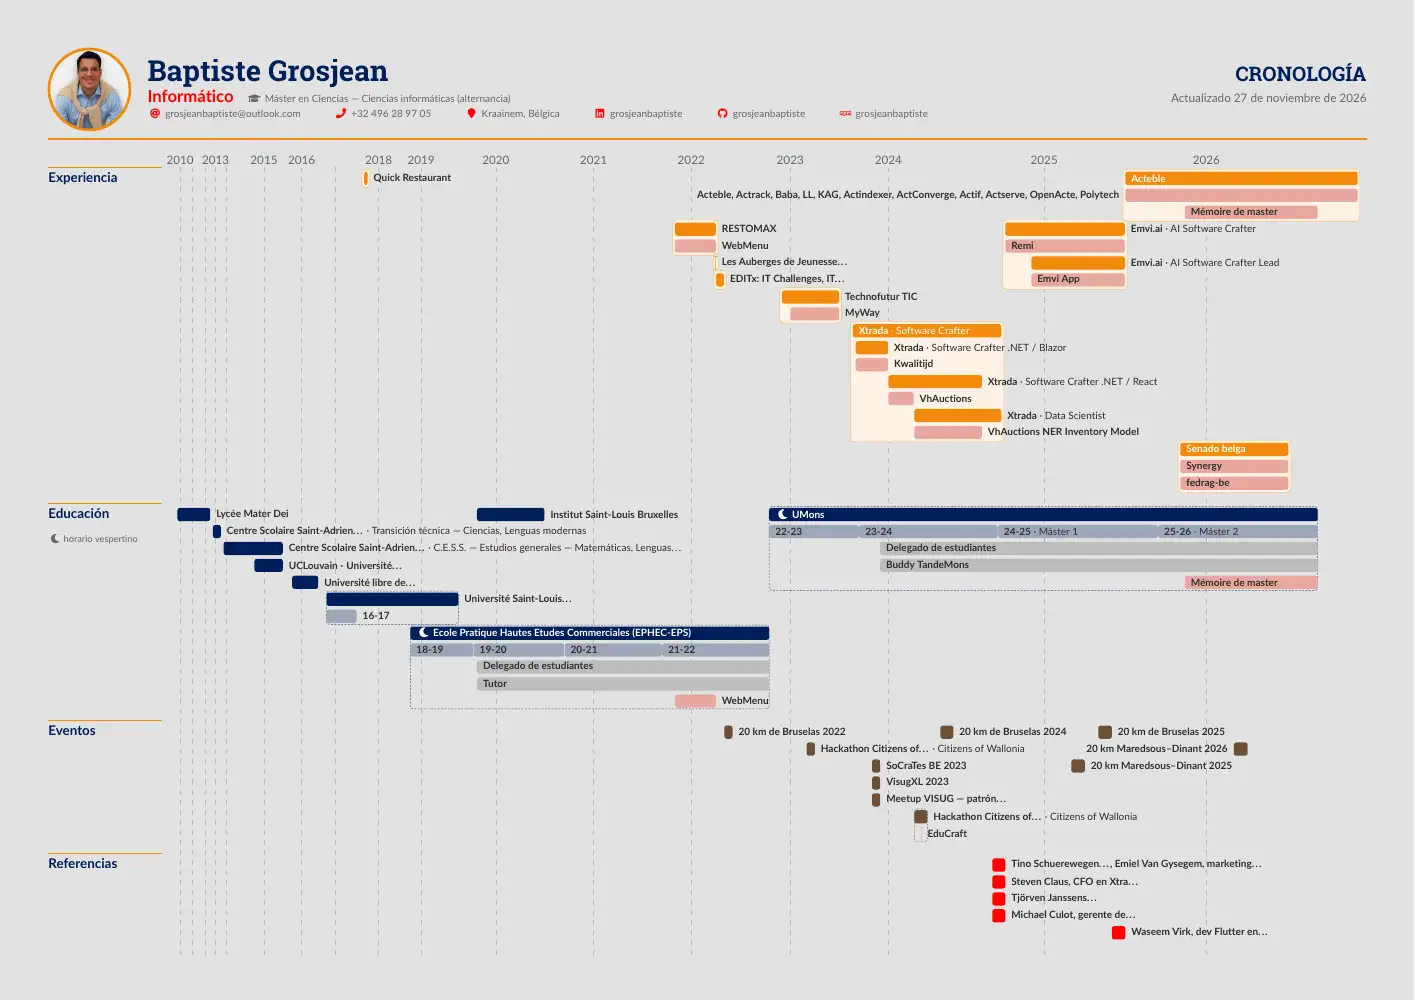 Baptiste Grosjean
CRONOLOGÍA
Informático Máster en Ciencias — Ciencias informáticas (alternancia)
Actualizado 27 de noviembre de 2026
grosjeanbaptiste@outlook.com +32 496 28 97 05 Kraainem, Bélgica grosjeanbaptiste grosjeanbaptiste grosjeanbaptiste
2010 2013 2015 2016 2018 2019 2020 2021 2022 2023 2024 2025 2026
Experiencia
Quick Restaurant
Acteble
Acteble, Actrack, Baba, LL, KAG, Actindexer, ActConverge, Actif, Actserve, OpenActe, Polytech
Mémoire de master
RESTOMAX
Emvi.ai · AI Software Crafter
WebMenu
Remi
Les Auberges de Jeunesse…
Emvi.ai · AI Software Crafter Lead
EDITx: IT Challenges, IT…
Emvi App
Technofutur TIC
MyWay
Xtrada · Software Crafter
Xtrada · Software Crafter .NET / Blazor
Kwalitijd
Xtrada · Software Crafter .NET / React
VhAuctions
Xtrada · Data Scientist
VhAuctions NER Inventory Model
Senado belga
Synergy
fedrag-be
Educación
horario vespertino
Lycée Mater Dei
Institut Saint-Louis Bruxelles
UMons
Centre Scolaire Saint-Adrien… · Transición técnica — Ciencias, Lenguas modernas
22-23 23-24 24-25 · Máster 1 25-26 · Máster 2
Centre Scolaire Saint-Adrien… · C.E.S.S. — Estudios generales — Matemáticas, Lenguas…
Delegado de estudiantes
UCLouvain - Université…
Buddy TandeMons
Université libre de…
Mémoire de master
Université Saint-Louis…
16-17
Ecole Pratique Hautes Etudes Commerciales (EPHEC-EPS)
18-19 19-20 20-21 21-22
Delegado de estudiantes
Tutor
WebMenu
Eventos
20 km de Bruselas 2022
20 km de Bruselas 2024
20 km de Bruselas 2025
Hackathon Citizens of… · Citizens of Wallonia
20 km Maredsous–Dinant 2026
SoCraTes BE 2023
20 km Maredsous–Dinant 2025
VisugXL 2023
Meetup VISUG — patrón…
Hackathon Citizens of… · Citizens of Wallonia
EduCraft
Referencias
Tino Schuerewegen…, Emiel Van Gysegem, marketing…
Steven Claus, CFO en Xtra…
Tjörven Janssens…
Michael Culot, gerente de…
Waseem Virk, dev Flutter en…